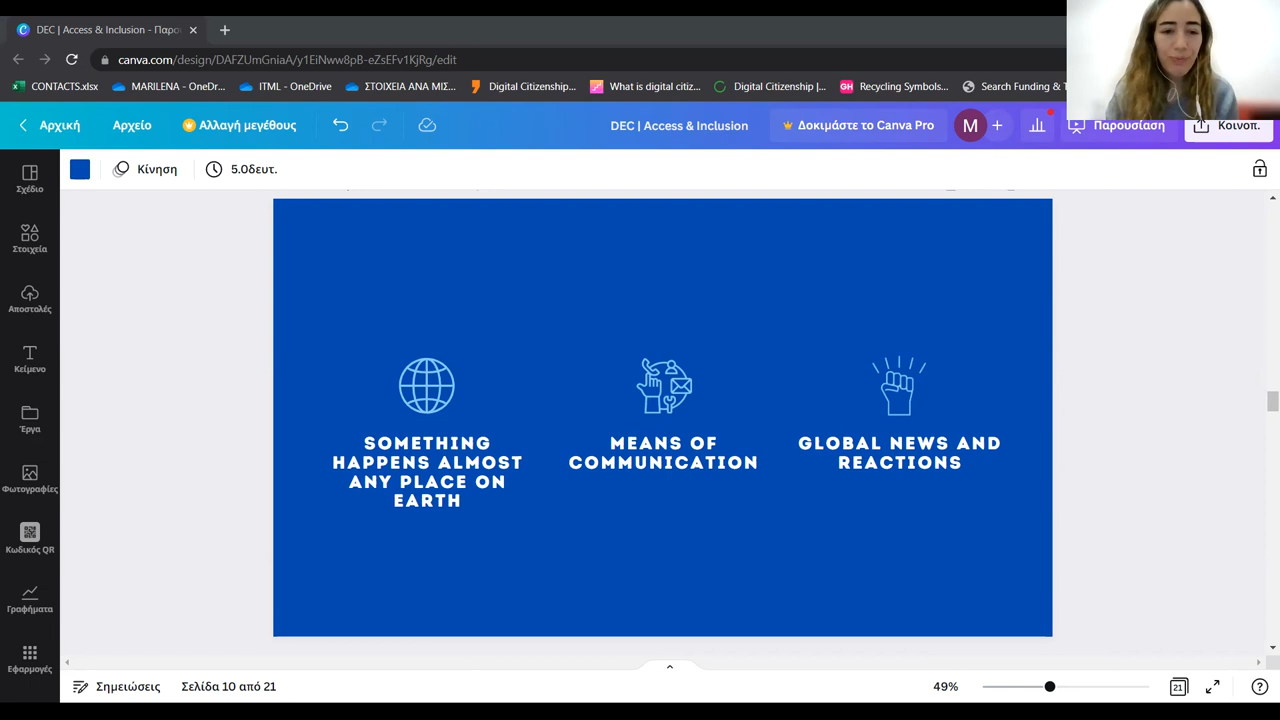 DEC | Access & Inclusion - Παρου
canva.com/design/DAFZUmGniaA/y1EiNww8pB-eZsEFv1KjRg/edit
CONTACTS.xlsx MARILENA - OneDr... ITML - OneDrive ΣΤΟΙΧΕΙΑ ΑΝΑ ΜΙΣ... Digital Citizenship... What is digital citiz... Digital Citizenship |... GH Recycling Symbols... Search Funding & T
Αρχική Αρχείο Αλλαγή μεγέθους DEC | Access & Inclusion Δοκιμάστε το Canva Pro M Παρουσίαση Κοινοπ.
Κίνηση 5.0δευτ.
Σχέδιο
Στοιχεία
Αποστολές
Κείμενο
Έργα
Φωτογραφίες
Κωδικός QR
Γραφήματα
Εφαρμογές
SOMETHING
HAPPENS ALMOST
ANY PLACE ON
EARTH
MEANS OF
COMMUNICATION
GLOBAL NEWS AND
REACTIONS
Σημειώσεις Σελίδα 10 από 21 49% 21